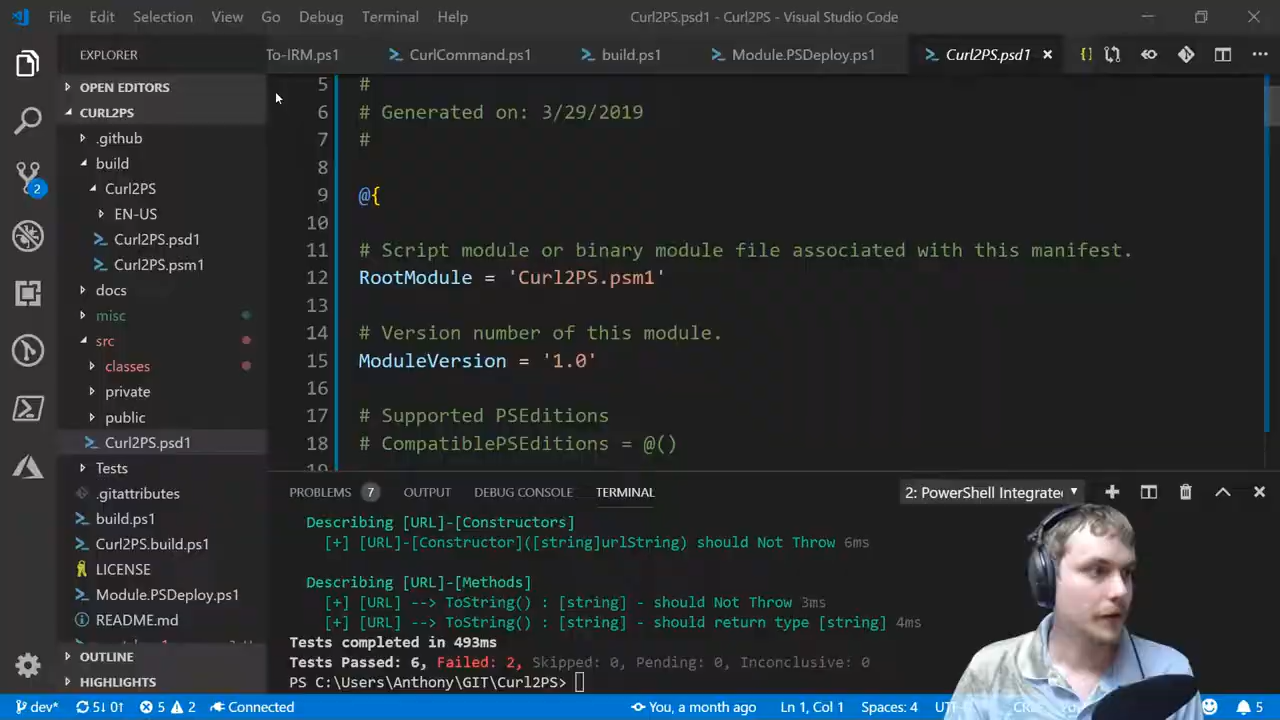 File Edit Selection View Go Debug Terminal Help Curl2PS.psd1 - Curl2PS - Visual Studio Code
EXPLORER
To-IRM.ps1 CurlCommand.ps1 build.ps1 Module.PSDeploy.ps1 Curl2PS.psd1
OPEN EDITORS
CURL2PS
.github
build
Curl2PS
EN-US
Curl2PS.psd1
Curl2PS.psm1
docs
misc
src
classes
private
public
Curl2PS.psd1
Tests
.gitattributes
build.ps1
Curl2PS.build.ps1
LICENSE
Module.PSDeploy.ps1
README.md
OUTLINE
HIGHLIGHTS
2
5 #
6 # Generated on: 3/29/2019
7 #
8
9 @{
10
11 # Script module or binary module file associated with this manifest.
12 RootModule = 'Curl2PS.psm1'
13
14 # Version number of this module.
15 ModuleVersion = '1.0'
16
17 # Supported PSEditions
18 # CompatiblePSEditions = @()
PROBLEMS 7 OUTPUT DEBUG CONSOLE TERMINAL 2: PowerShell Integrate
Describing [URL]-[Constructors]
[+] [URL]-[Constructor]([string]urlString) should Not Throw 6ms
Describing [URL]-[Methods]
[+] [URL] --> ToString() : [string] - should Not Throw 3ms
[+] [URL] --> ToString() : [string] - should return type [string] 4ms
Tests completed in 493ms
Tests Passed: 6, Failed: 2, Skipped: 0, Pending: 0, Inconclusive: 0
PS C:\Users\Anthony\GIT\Curl2PS>
dev* 5↓ 0↑ 5 2 Connected You, a month ago Ln 1, Col 1 Spaces: 4 5